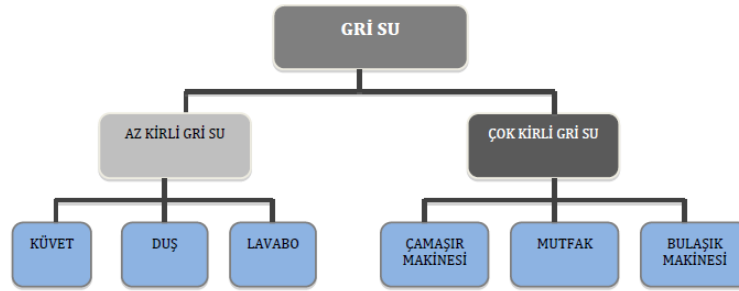 GRİ SU
AZ KİRLİ GRİ SU
ÇOK KİRLİ GRİ SU
KÜVET
DUŞ
LAVABO
ÇAMAŞIR
MAKİNESİ
MUTFAK
BULAŞIK
MAKİNESİ